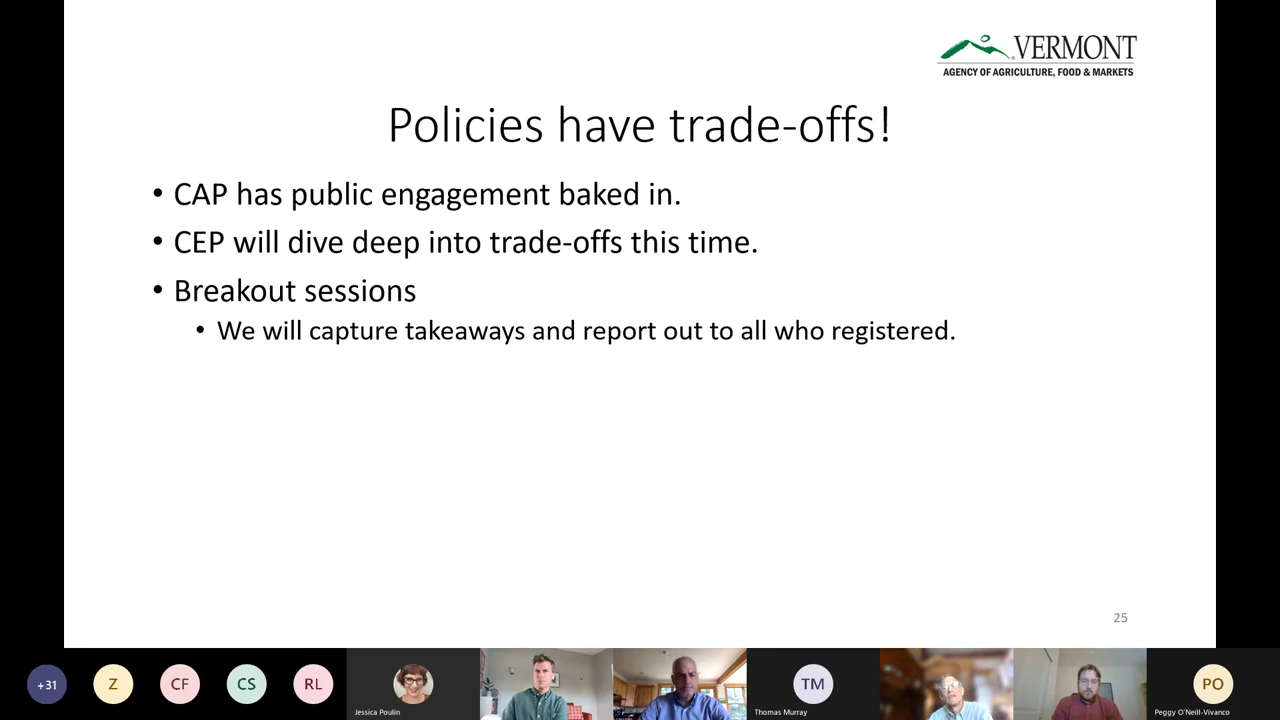 VERMONT
AGENCY OF AGRICULTURE, FOOD & MARKETS
Policies have trade-offs!
• CAP has public engagement baked in.
• CEP will dive deep into trade-offs this time.
• Breakout sessions
• We will capture takeaways and report out to all who registered.
25
+31
Z
CF
CS
RL
Jessica Poulin
TM
Thomas Murray
PO
Peggy O'Neill-Vivanco